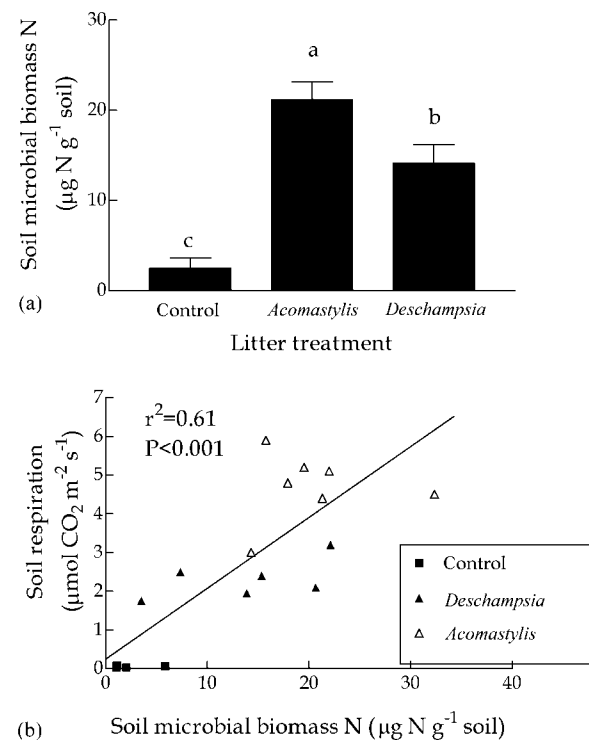 30
20
10
0
Soil microbial biomass N
(µg N g⁻¹ soil)
a
b
c
Control Acomastylis Deschampsia
Litter treatment
(a)
7
6
5
4
3
2
1
0
Soil respiration
(µmol CO₂ m⁻² s⁻¹)
r²=0.61
P<0.001
Control
Deschampsia
Acomastylis
0 10 20 30 40
Soil microbial biomass N (µg N g⁻¹ soil)
(b)